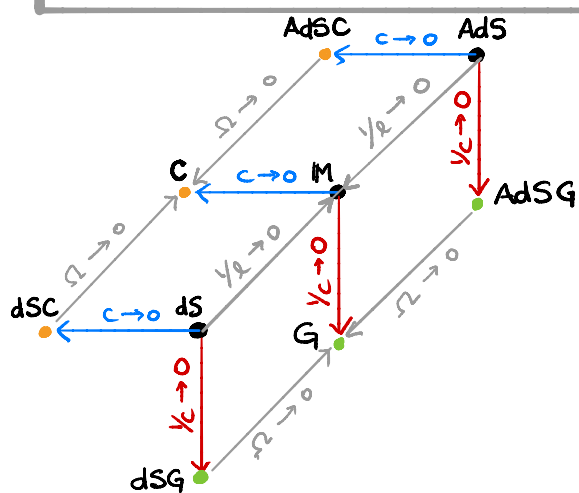 AdSC
AdS
C → 0
Ω → 0
1/ℓ → 0
1/C → 0
C
C → 0
M
AdSG
Ω → 0
1/ℓ → 0
1/C → 0
Ω → 0
dSC
C → 0
dS
G
1/C → 0
Ω → 0
dSG